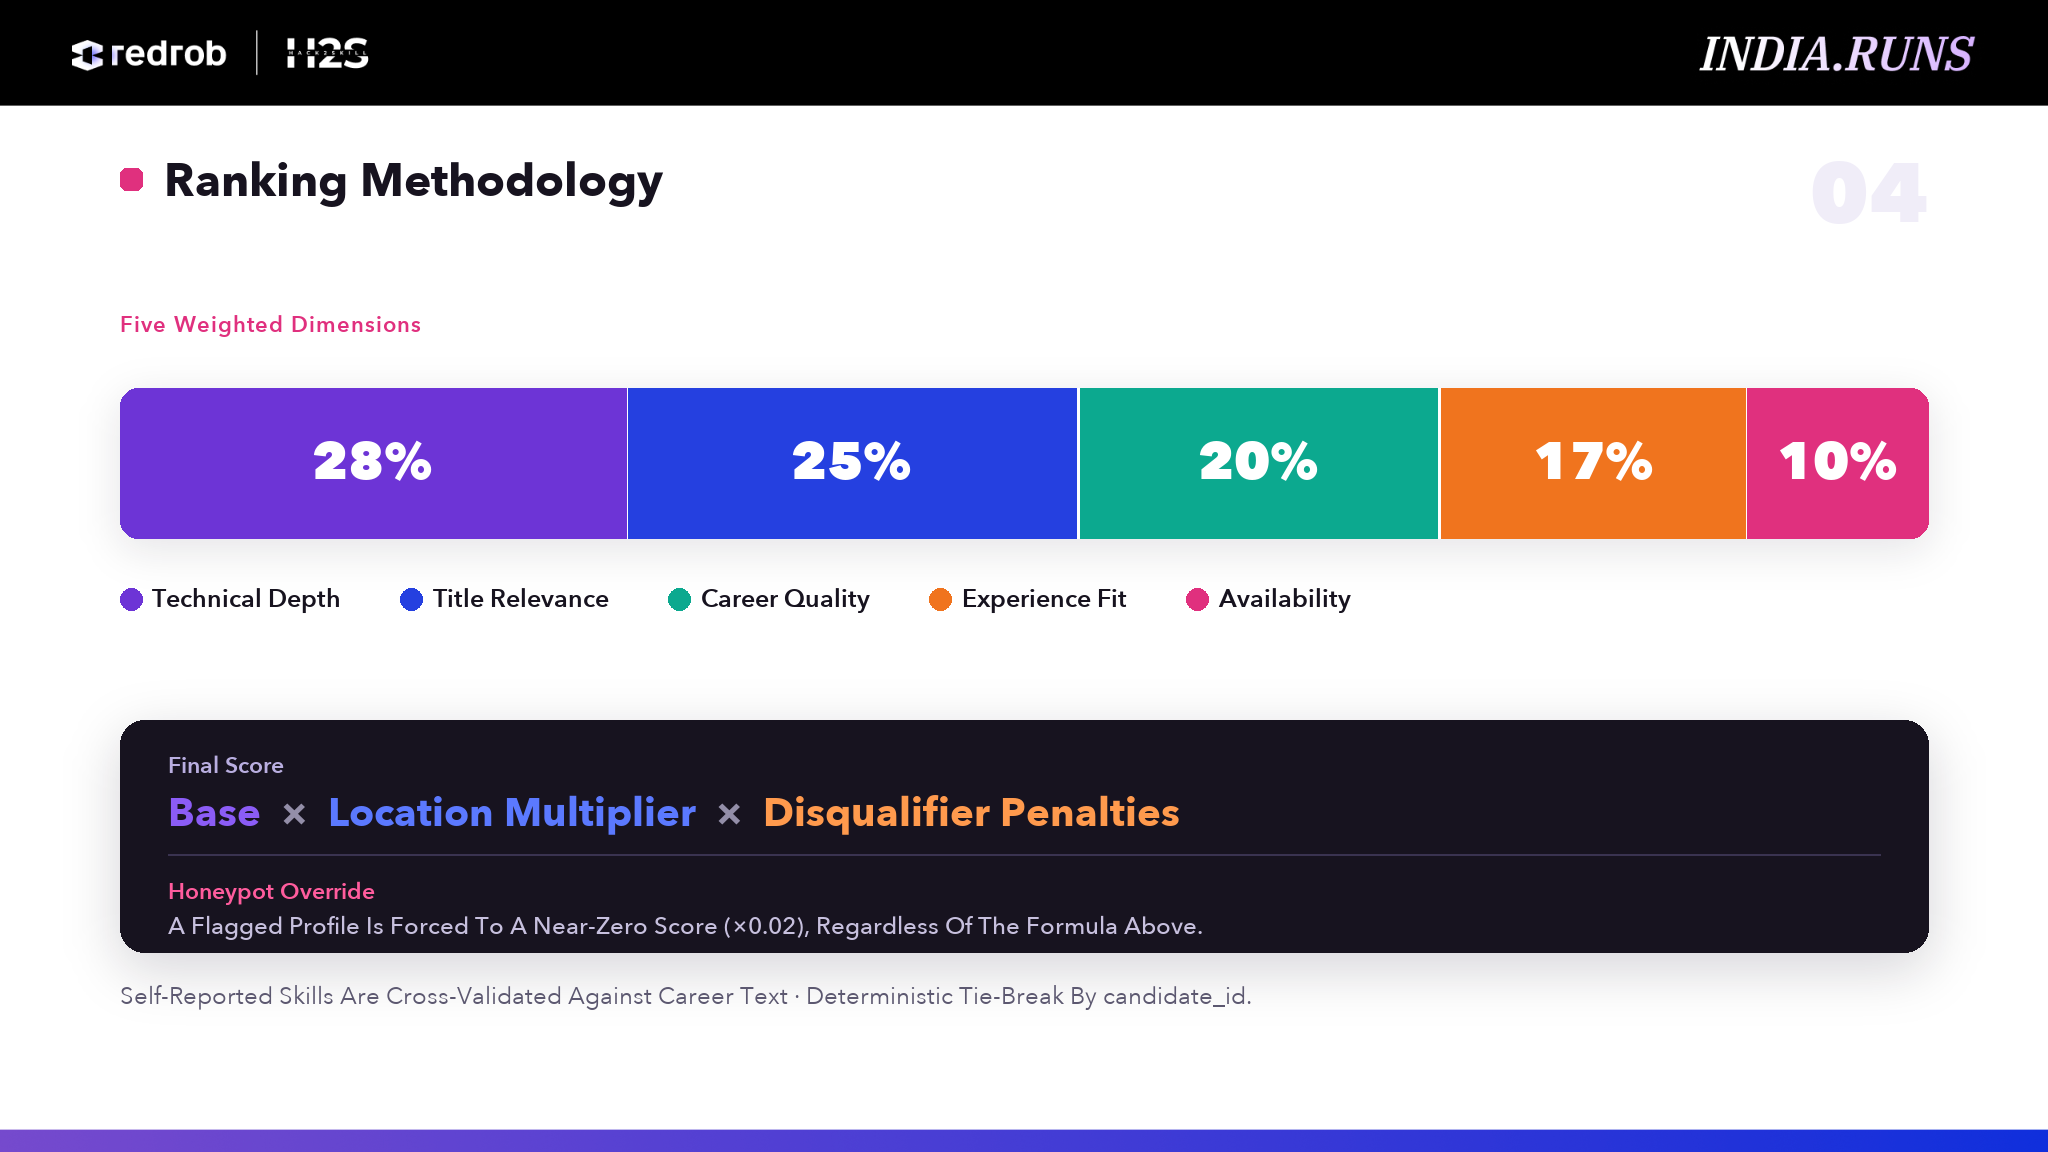 redrob
H2S
HACK2SKILL
INDIA.RUNS
Ranking Methodology
04
Five Weighted Dimensions
28%
25%
20%
17%
10%
Technical Depth
Title Relevance
Career Quality
Experience Fit
Availability
Final Score
Base × Location Multiplier × Disqualifier Penalties
Honeypot Override
A Flagged Profile Is Forced To A Near-Zero Score (×0.02), Regardless Of The Formula Above.
Self-Reported Skills Are Cross-Validated Against Career Text · Deterministic Tie-Break By candidate_id.